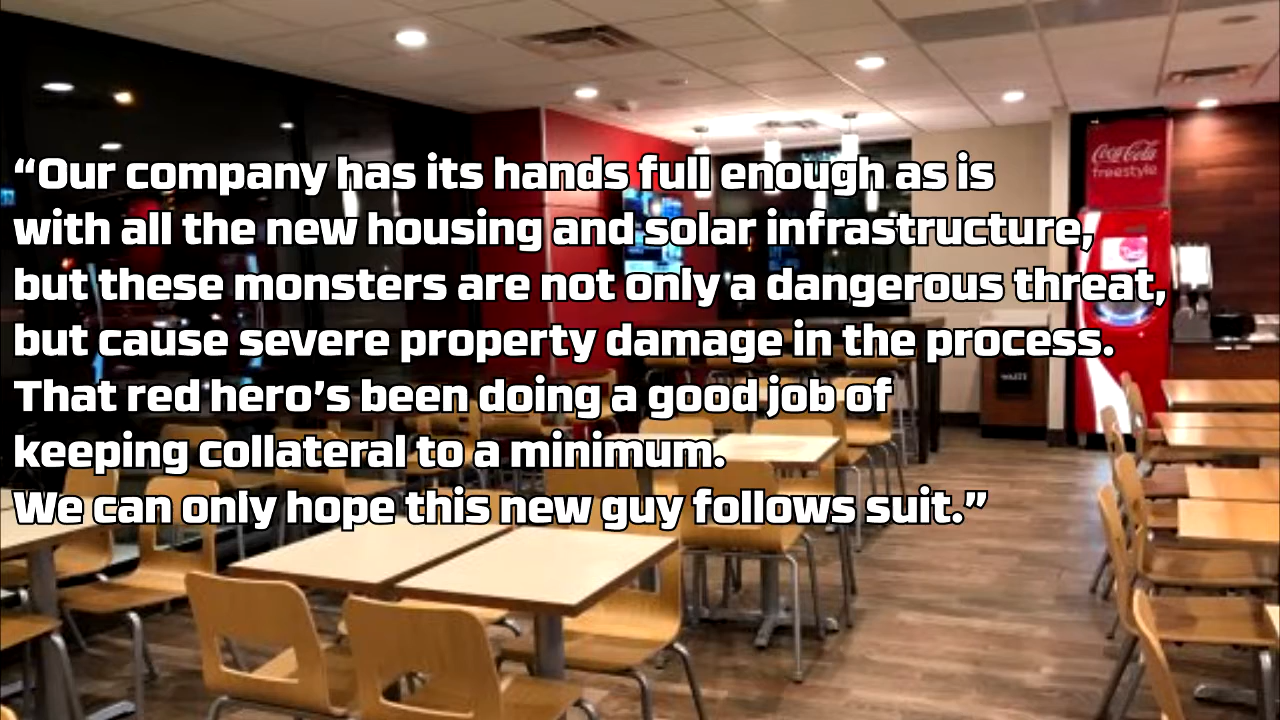 “Our company has its hands full enough as is
with all the new housing and solar infrastructure,
but these monsters are not only a dangerous threat,
but cause severe property damage in the process.
That red hero’s been doing a good job of
keeping collateral to a minimum.
We can only hope this new guy follows suit.”
Coca-Cola
freestyle
WASTE